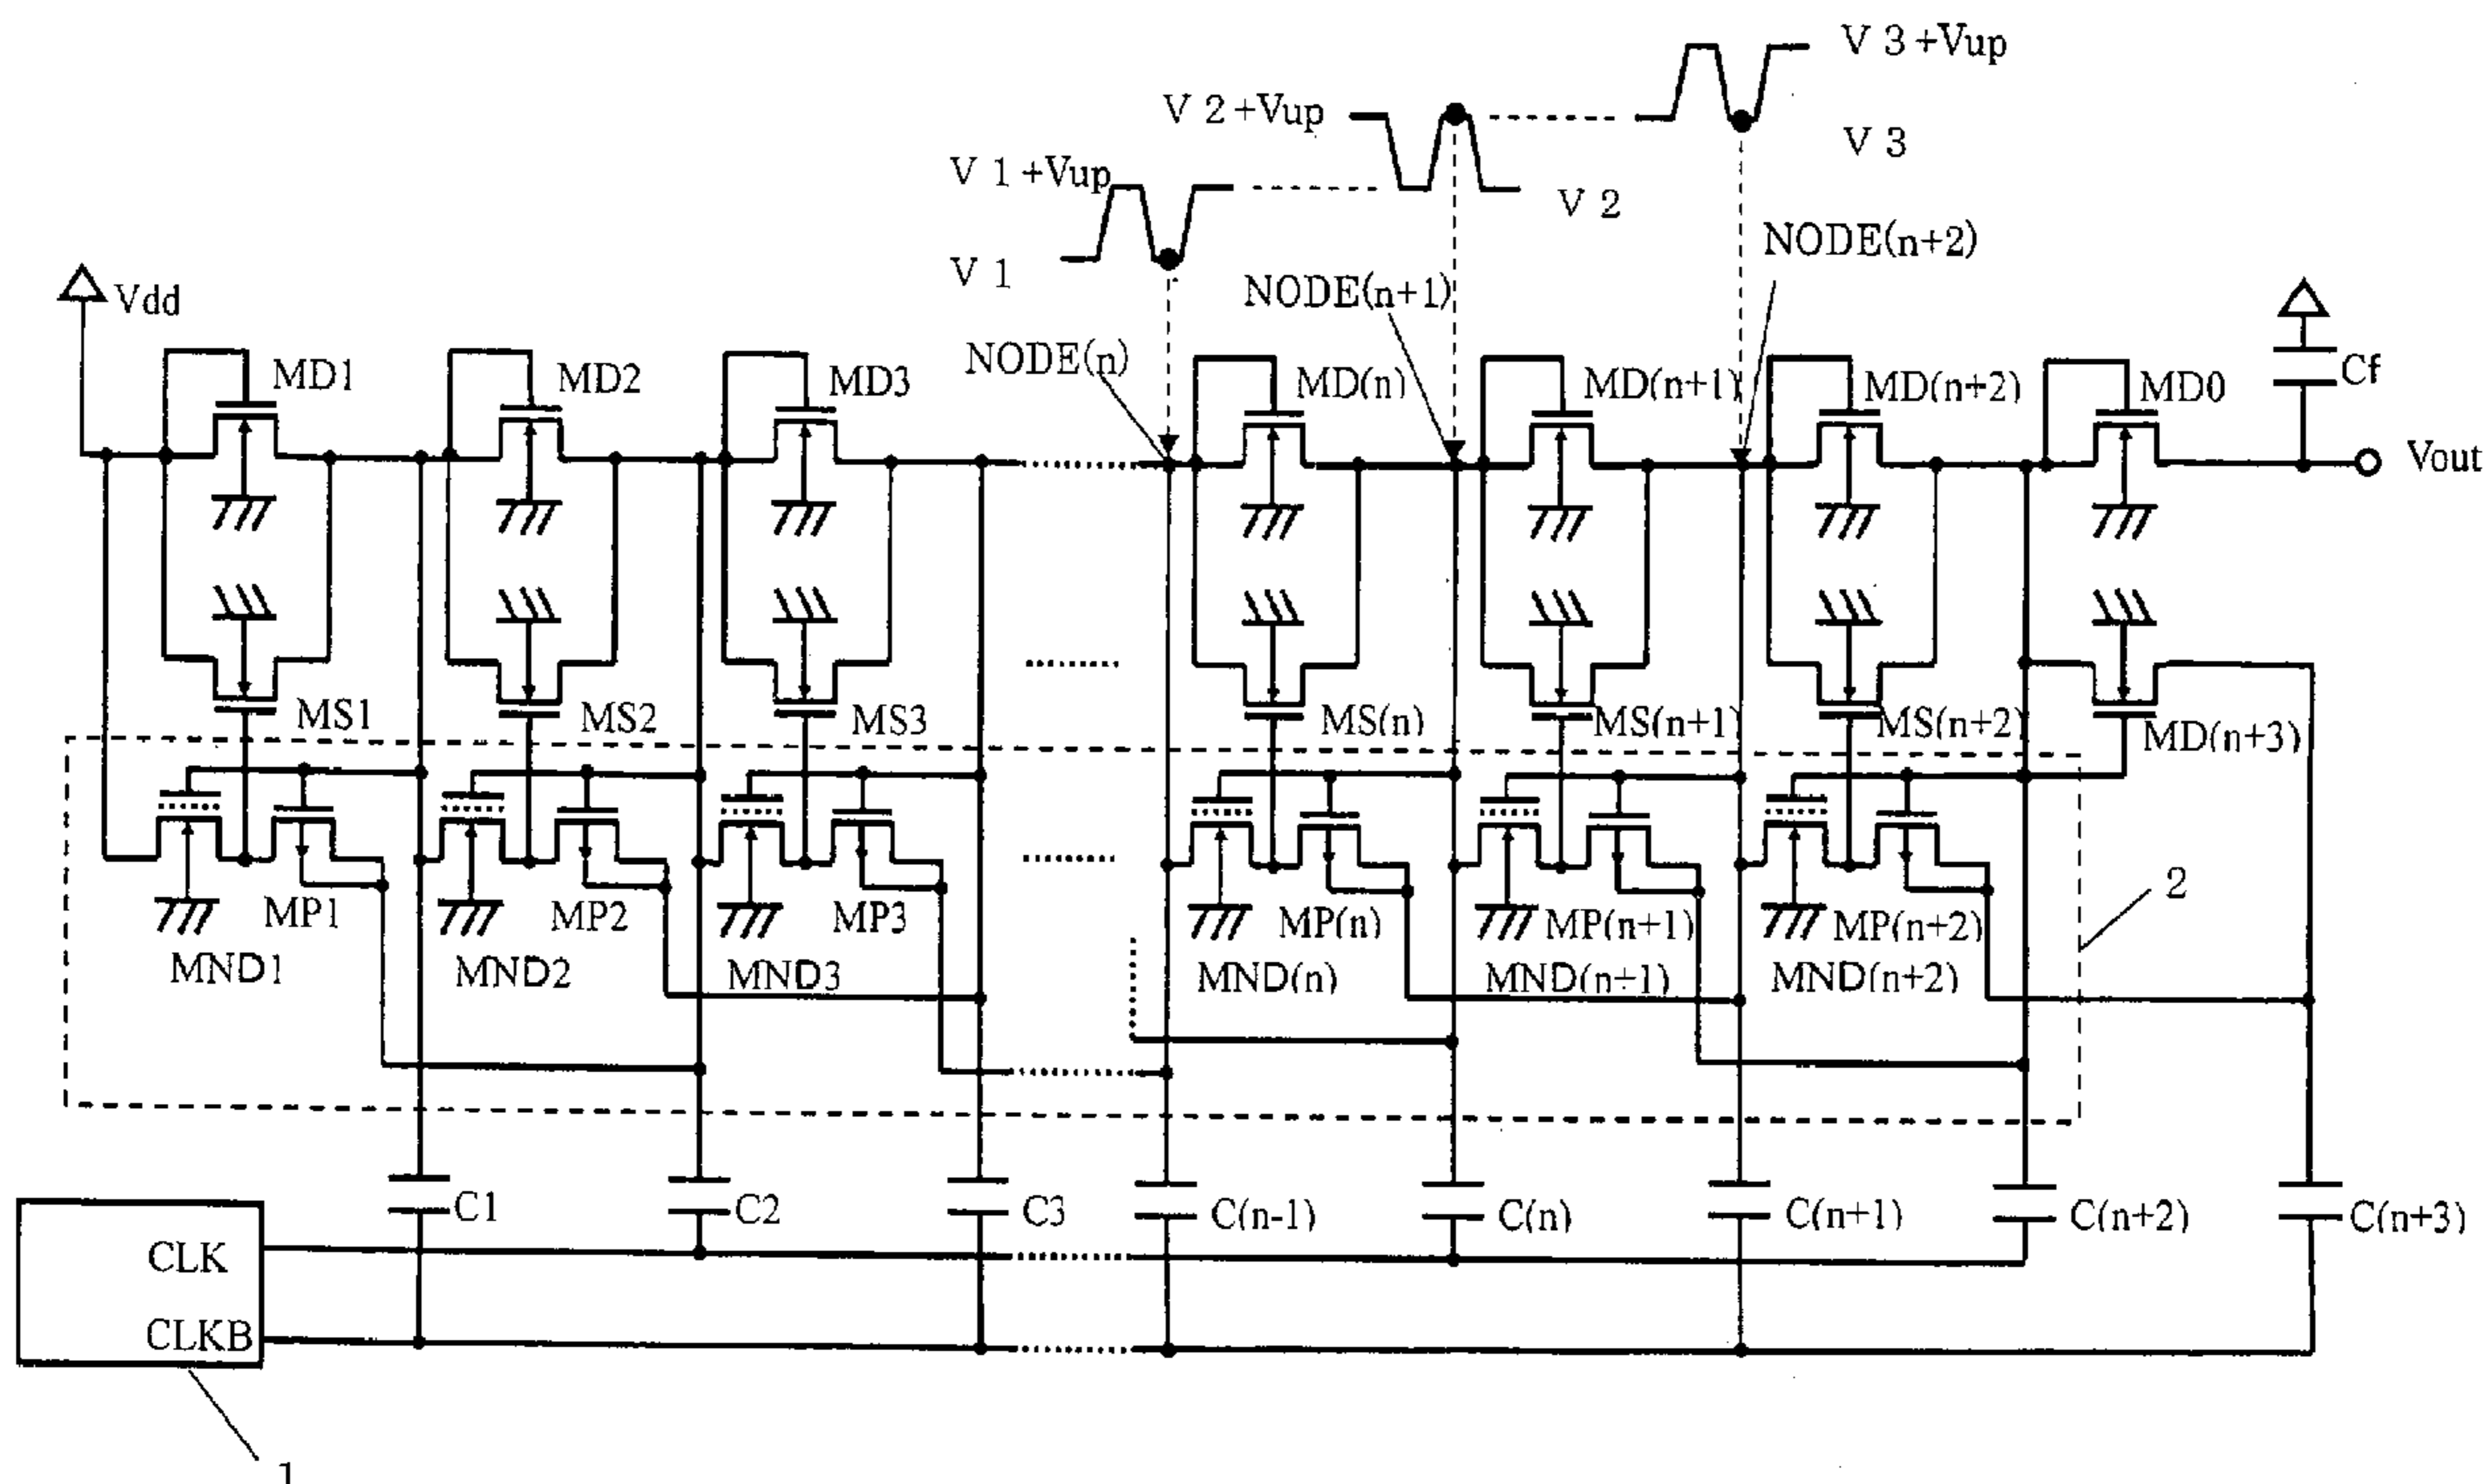 V 3 +Vup
V 2 +Vup
V 3
V 1 +Vup
V 2
V 1
NODE(n+2)
NODE(n+1)
NODE(n)
Vdd
Cf
MD1
MD2
MD3
MD(n)
MD(n+1)
MD(n+2)
MD0
Vout
MS1
MS2
MS3
MS(n)
MS(n+1)
MS(n+2)
MD(n+3)
2
MP1
MP2
MP3
MP(n)
MP(n+1)
MP(n+2)
MND1
MND2
MND3
MND(n)
MND(n+1)
MND(n+2)
C1
C2
C3
C(n-1)
C(n)
C(n+1)
C(n+2)
C(n+3)
CLK
CLKB
1